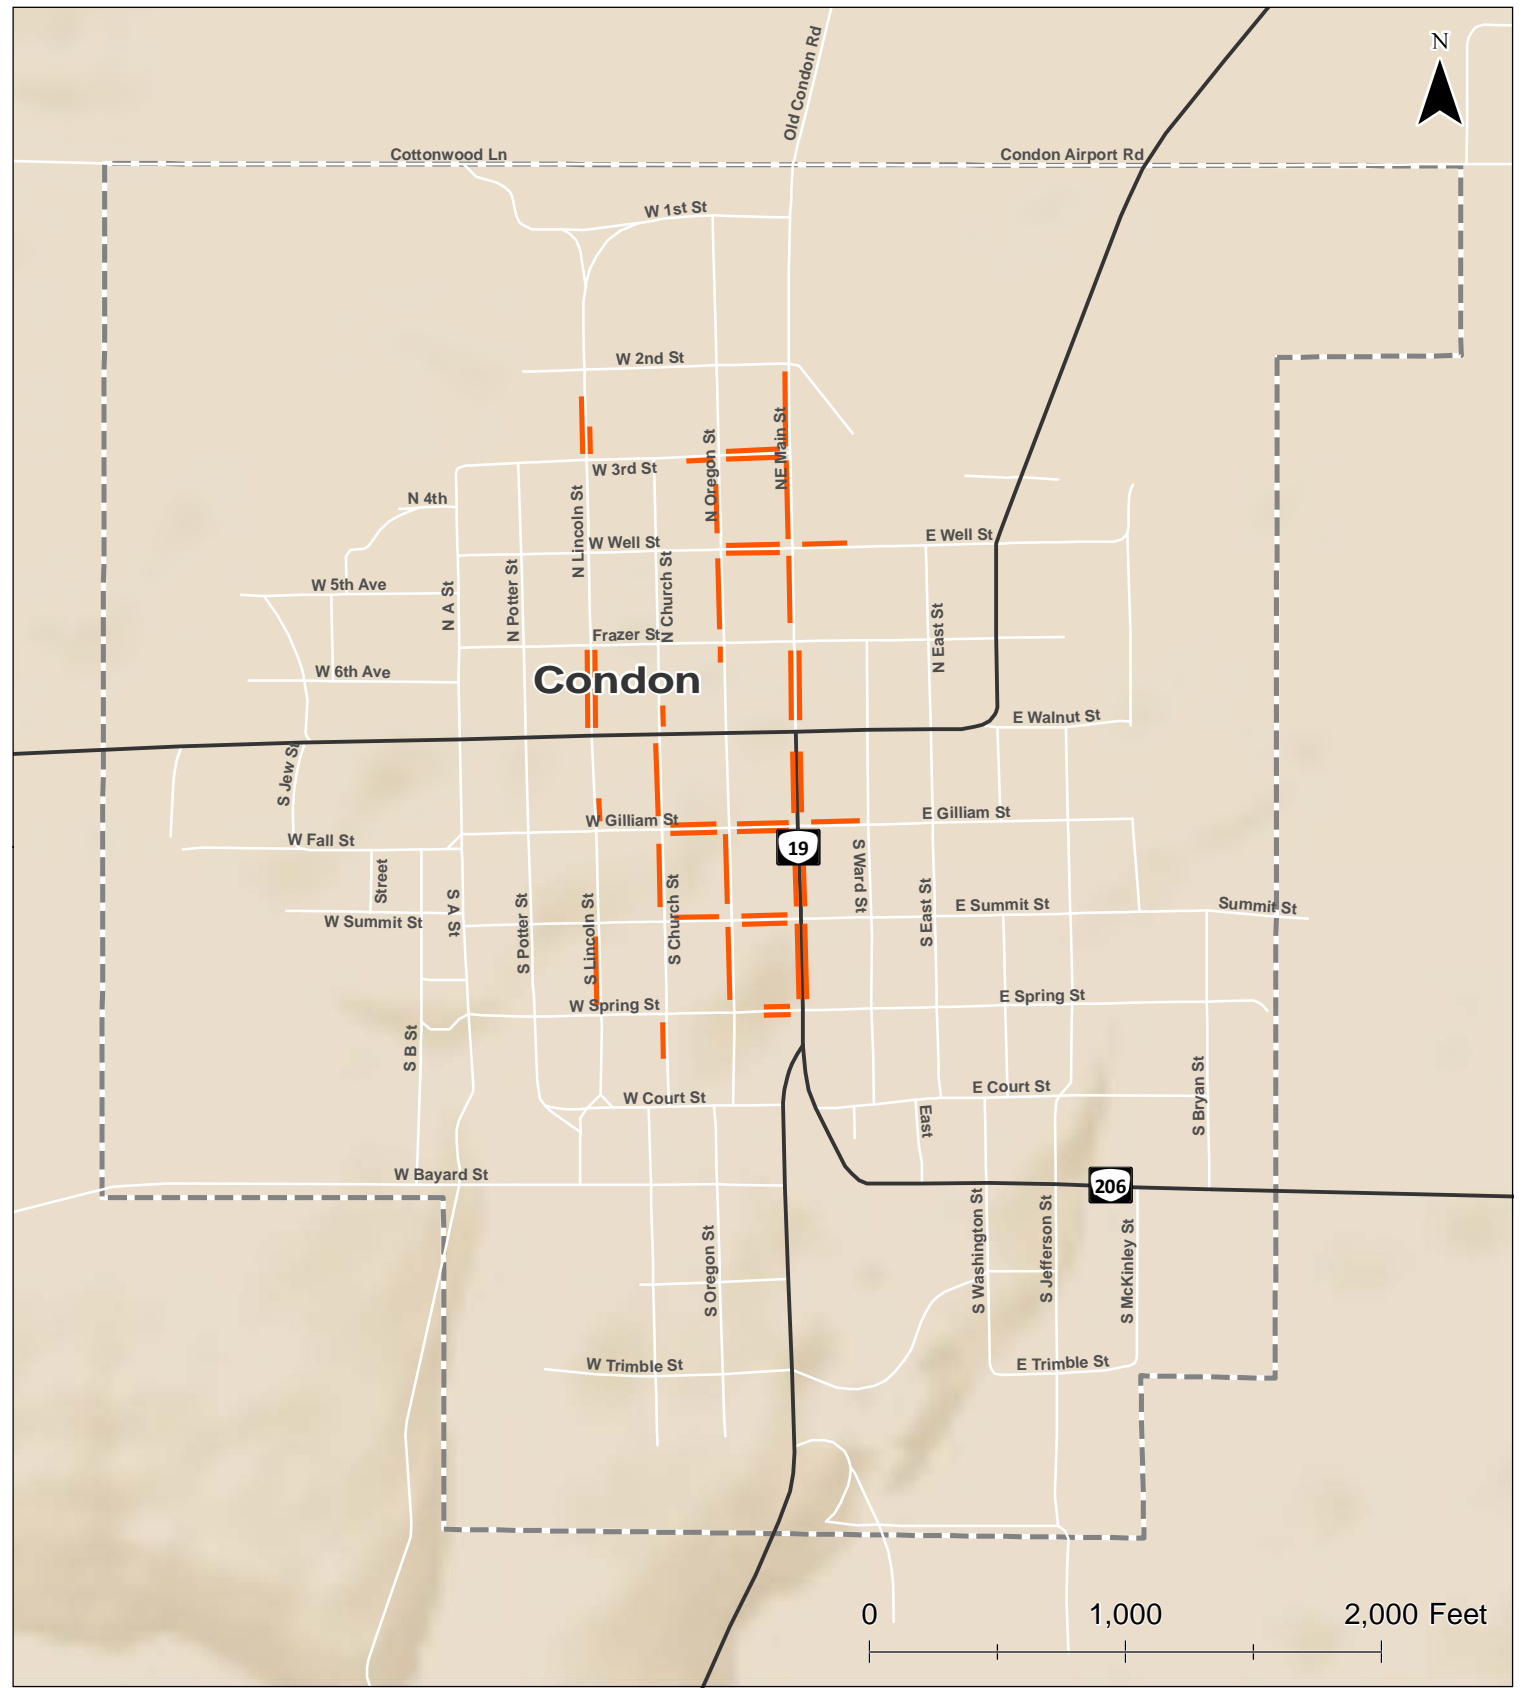 Old Condon Rd
N
Cottonwood Ln
Condon Airport Rd
W 1st St
W 2nd St
NE Main St
N Oregon St
W 3rd St
N 4th
N Lincoln St
W Well St
E Well St
N Church St
N Potter St
N A St
W 5th Ave
N East St
Frazer St
W 6th Ave
Condon
E Walnut St
S Jew St
W Gilliam St
E Gilliam St
W Fall St
19
S Ward St
Street
S A St
S Potter St
S Lincoln St
S Church St
S East St
E Summit St
Summit St
W Summit St
W Spring St
E Spring St
S B St
S Bryan St
W Court St
E Court St
East
W Bayard St
206
S Washington St
S Jefferson St
S McKinley St
S Oregon St
W Trimble St
E Trimble St
0 1,000 2,000 Feet